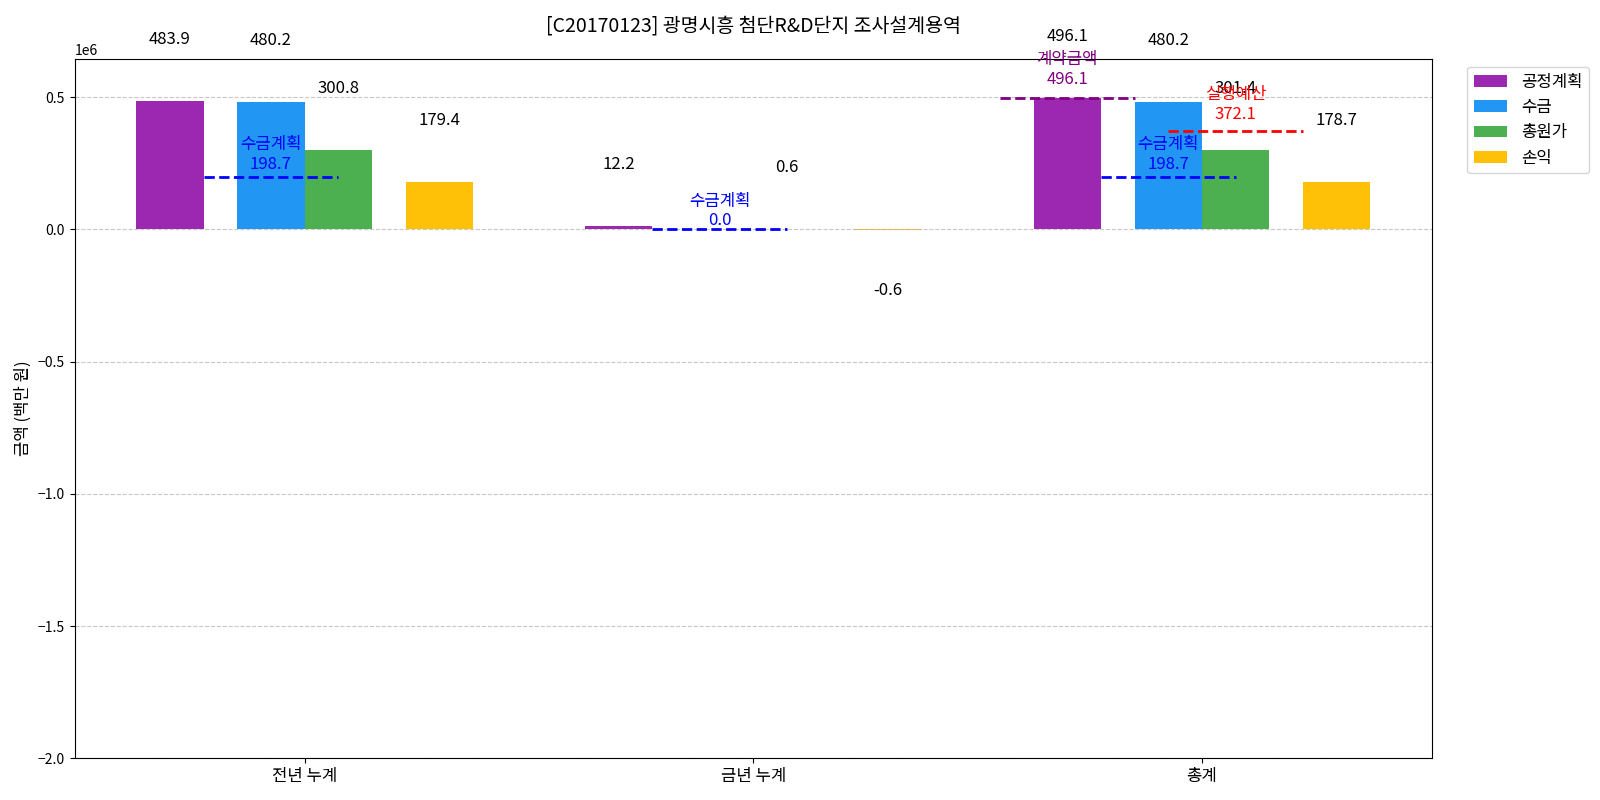 [C20170123] 광명시흥 첨단R&D단지 조사설계용역
1e6
483.9
480.2
300.8
179.4
수금계획
198.7
12.2
0.6
수금계획
0.0
-0.6
496.1
계약금액
496.1
480.2
301.4
실행예산
372.1
수금계획
198.7
178.7
공정계획
수금
총원가
손익
0.5
0.0
−0.5
−1.0
−1.5
−2.0
금액 (백만 원)
전년 누계
금년 누계
총계